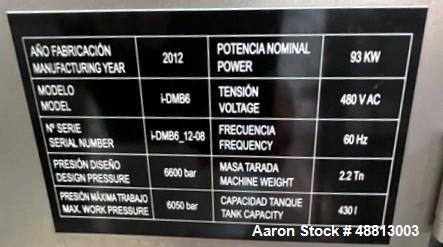 AÑO FABRICACIÓN
MANUFACTURING YEAR
2012
POTENCIA NOMINAL
POWER
93 KW
MODELO
MODEL
i-DMB6
TENSIÓN
VOLTAGE
480 V AC
Nº SERIE
SERIAL NUMBER
i-DMB6_12-08
FRECUENCIA
FREQUENCY
60 Hz
PRESIÓN DISEÑO
DESIGN PRESSURE
6600 bar
MASA TARADA
MACHINE WEIGHT
2.2 Tn
PRESIÓN MÁXIMA TRABAJO
MAX. WORK PRESSURE
6050 bar
CAPACIDAD TANQUE
TANK CAPACITY
430 l
Aaron Stock # 48813003